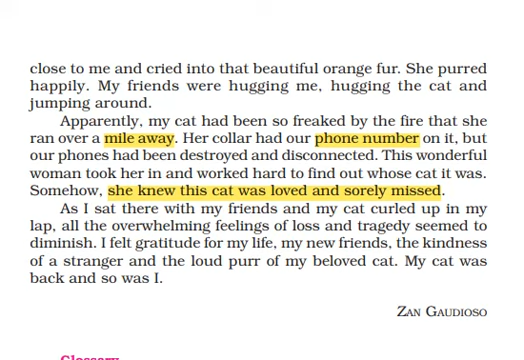 close to me and cried into that beautiful orange fur. She purred
happily. My friends were hugging me, hugging the cat and
jumping around.
Apparently, my cat had been so freaked by the fire that she
ran over a mile away. Her collar had our phone number on it, but
our phones had been destroyed and disconnected. This wonderful
woman took her in and worked hard to find out whose cat it was.
Somehow, she knew this cat was loved and sorely missed.
As I sat there with my friends and my cat curled up in my
lap, all the overwhelming feelings of loss and tragedy seemed to
diminish. I felt gratitude for my life, my new friends, the kindness
of a stranger and the loud purr of my beloved cat. My cat was
back and so was I.
ZAN GAUDIOSO
Glossary